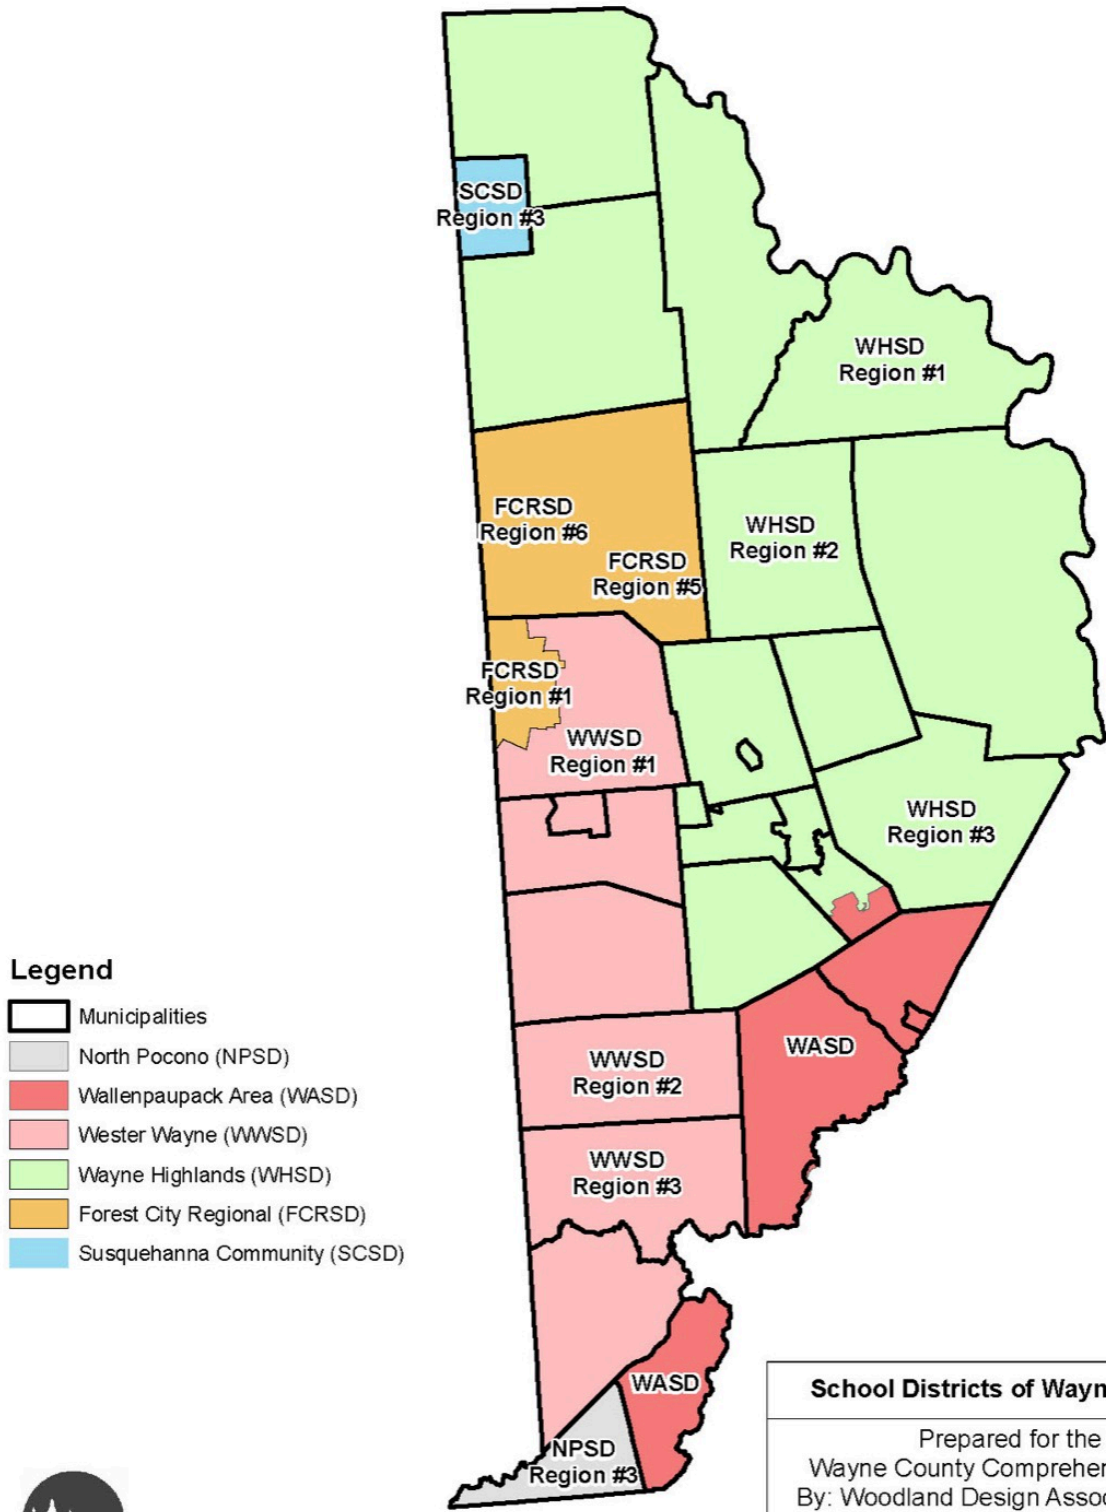 SCSD
Region #3
WHSD
Region #1
FCRSD
Region #6
WHSD
Region #2
FCRSD
Region #5
FCRSD
Region #1
WWSD
Region #1
WHSD
Region #3
WASD
WWSD
Region #2
WWSD
Region #3
WASD
NPSD
Region #3
Legend
Municipalities
North Pocono (NPSD)
Wallenpaupack Area (WASD)
Wester Wayne (WWSD)
Wayne Highlands (WHSD)
Forest City Regional (FCRSD)
Susquehanna Community (SCSD)
School Districts of Wayn
Prepared for the
Wayne County Comprehen
By: Woodland Design Assoc